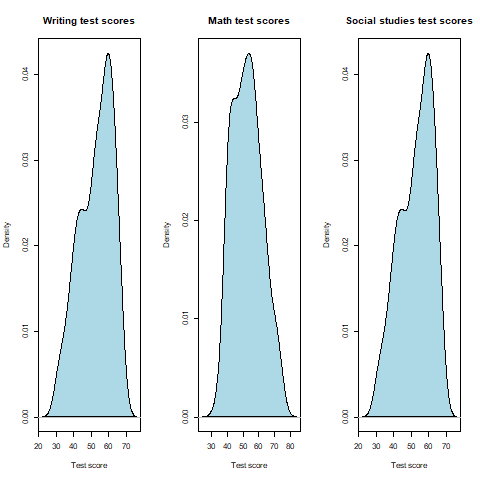 Writing test scores
Density
0.00 0.01 0.02 0.03 0.04
20 30 40 50 60 70
Test score
Math test scores
Density
0.00 0.01 0.02 0.03
30 40 50 60 70 80
Test score
Social studies test scores
Density
0.00 0.01 0.02 0.03 0.04
20 30 40 50 60 70
Test score